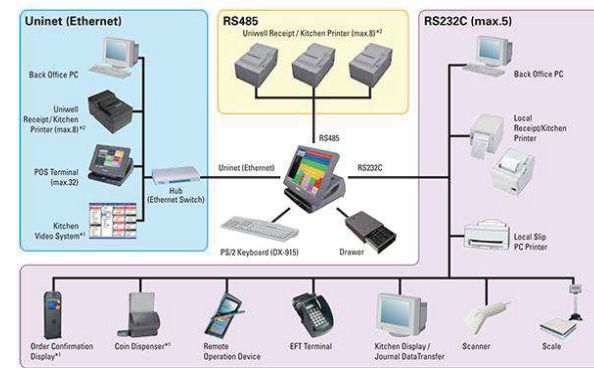 Uninet (Ethernet)
Back Office PC
Uniwell
Receipt/Kitchen
Printer (max.8)*2
POS Terminal
(max.32)
Kitchen
Video System*3
Hub
(Ethernet Switch)
RS485
Uniwell Receipt / Kitchen Printer (max.8)*2
RS485
Uninet (Ethernet)
RS232C
PS/2 Keyboard (DX-915)
Drawer
RS232C (max.5)
Back Office PC
Local
Receipt/Kitchen
Printer
Local Slip
PC Printer
Order Confirmation
Display*1
Coin Dispenser*3
Remote
Operation Device
EFT Terminal
Kitchen Display /
Journal DataTransfer
Scanner
Scale